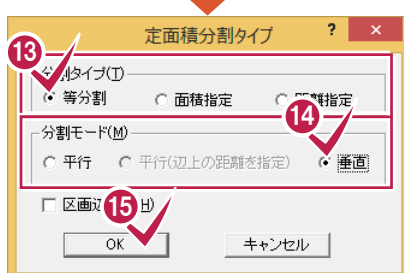 定面積分割タイプ ? ×
13
分割タイプ(T)
等分割 面積指定 距離指定
14
分割モード(M)
平行 平行(辺上の距離を指定) 垂直
区画辺 H)
15
OK キャンセル